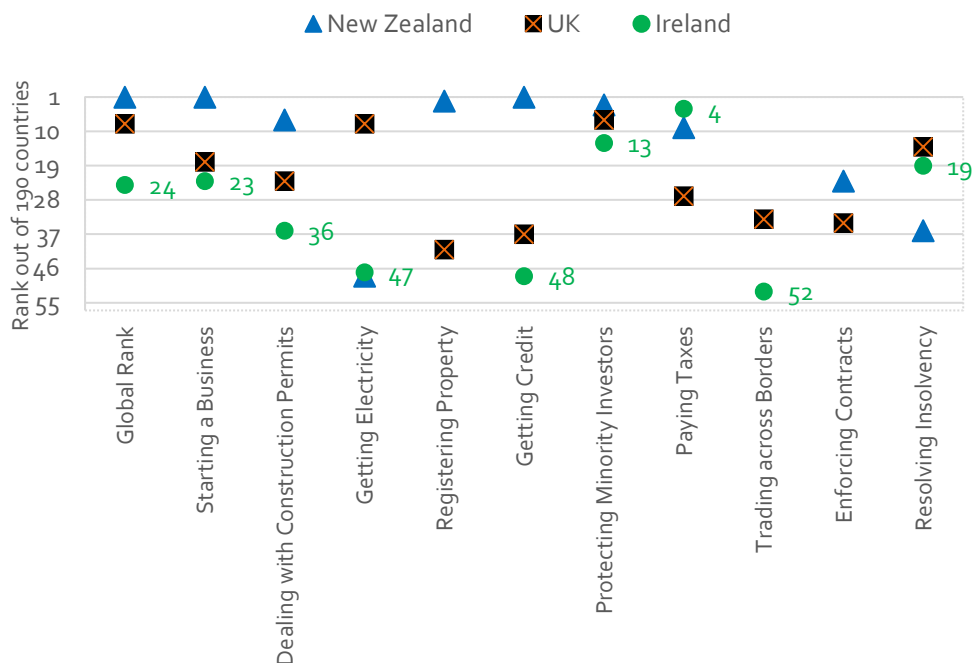 New Zealand UK Ireland
Rank out of 190 countries
1
10
19
28
37
46
55
24
23
36
47
48
13
4
52
19
Global Rank
Starting a Business
Dealing with Construction Permits
Getting Electricity
Registering Property
Getting Credit
Protecting Minority Investors
Paying Taxes
Trading across Borders
Enforcing Contracts
Resolving Insolvency